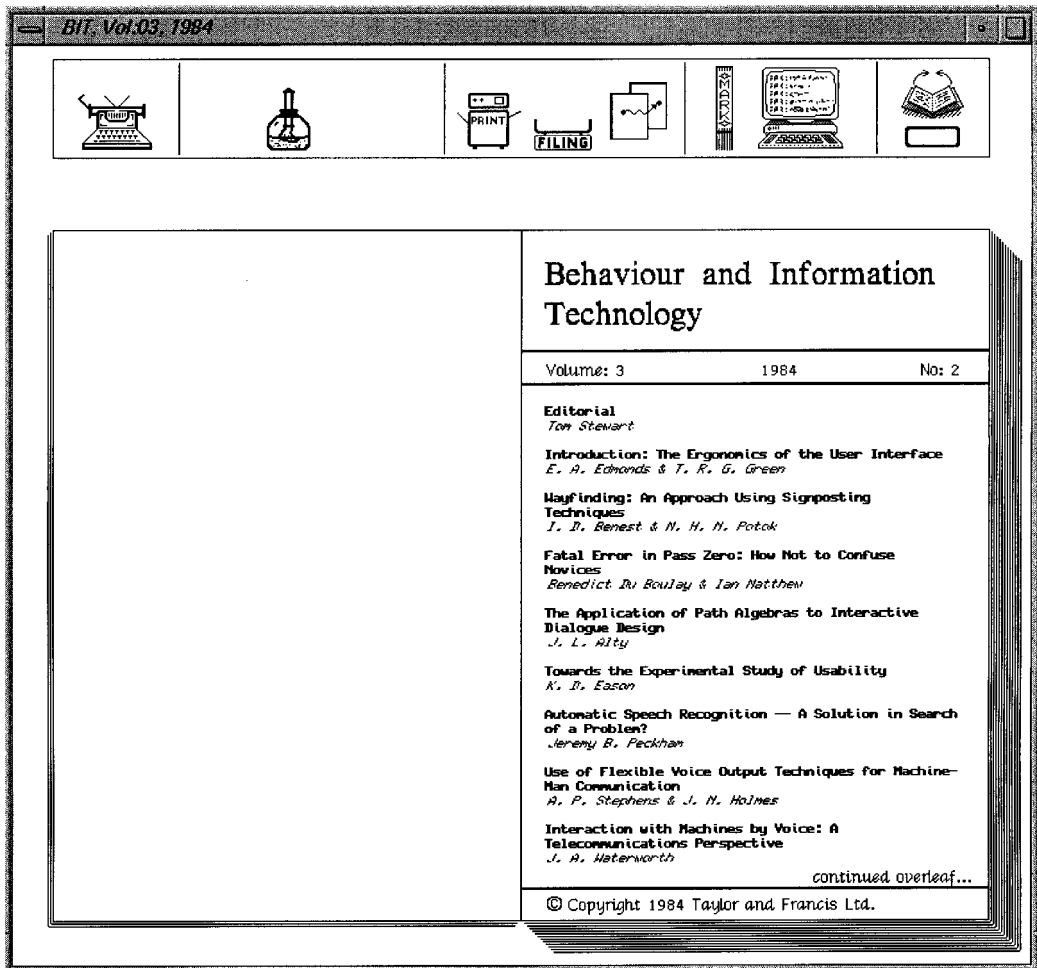 BIT, Vol:03, 1984
PRINT
FILING
MARK
Behaviour and Information
Technology
Volume: 3 1984 No: 2
Editorial
Tom Stewart
Introduction: The Ergonomics of the User Interface
E. A. Edmonds & T. R. G. Green
Wayfinding: An Approach Using Signposting
Techniques
I. D. Benest & M. H. M. Potok
Fatal Error in Pass Zero: How Not to Confuse
Novices
Benedict Du Boulay & Ian Matthew
The Application of Path Algebras to Interactive
Dialogue Design
J. L. Alty
Towards the Experimental Study of Usability
K. D. Eason
Automatic Speech Recognition — A Solution in Search
of a Problem?
Jeremy B. Peckham
Use of Flexible Voice Output Techniques for Machine-
Man Communication
A. P. Stephens & J. N. Holmes
Interaction with Machines by Voice: A
Telecommunications Perspective
J. A. Waterworth
continued overleaf...
© Copyright 1984 Taylor and Francis Ltd.